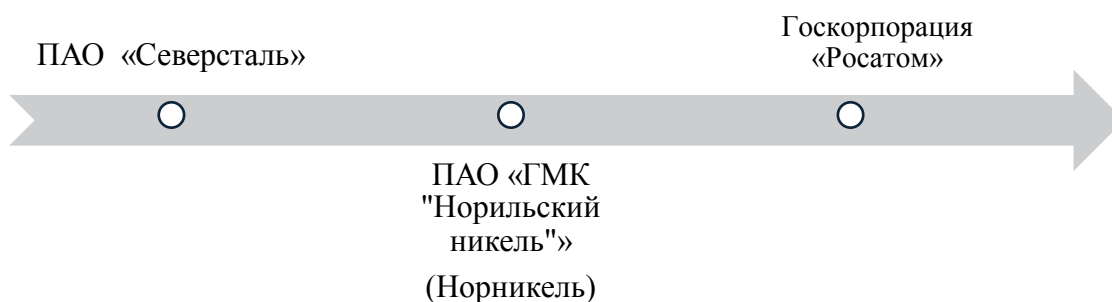 ПАО «Северсталь»
Госкорпорация
«Росатом»
ПАО «ГМК
"Норильский
никель"»
(Норникель)